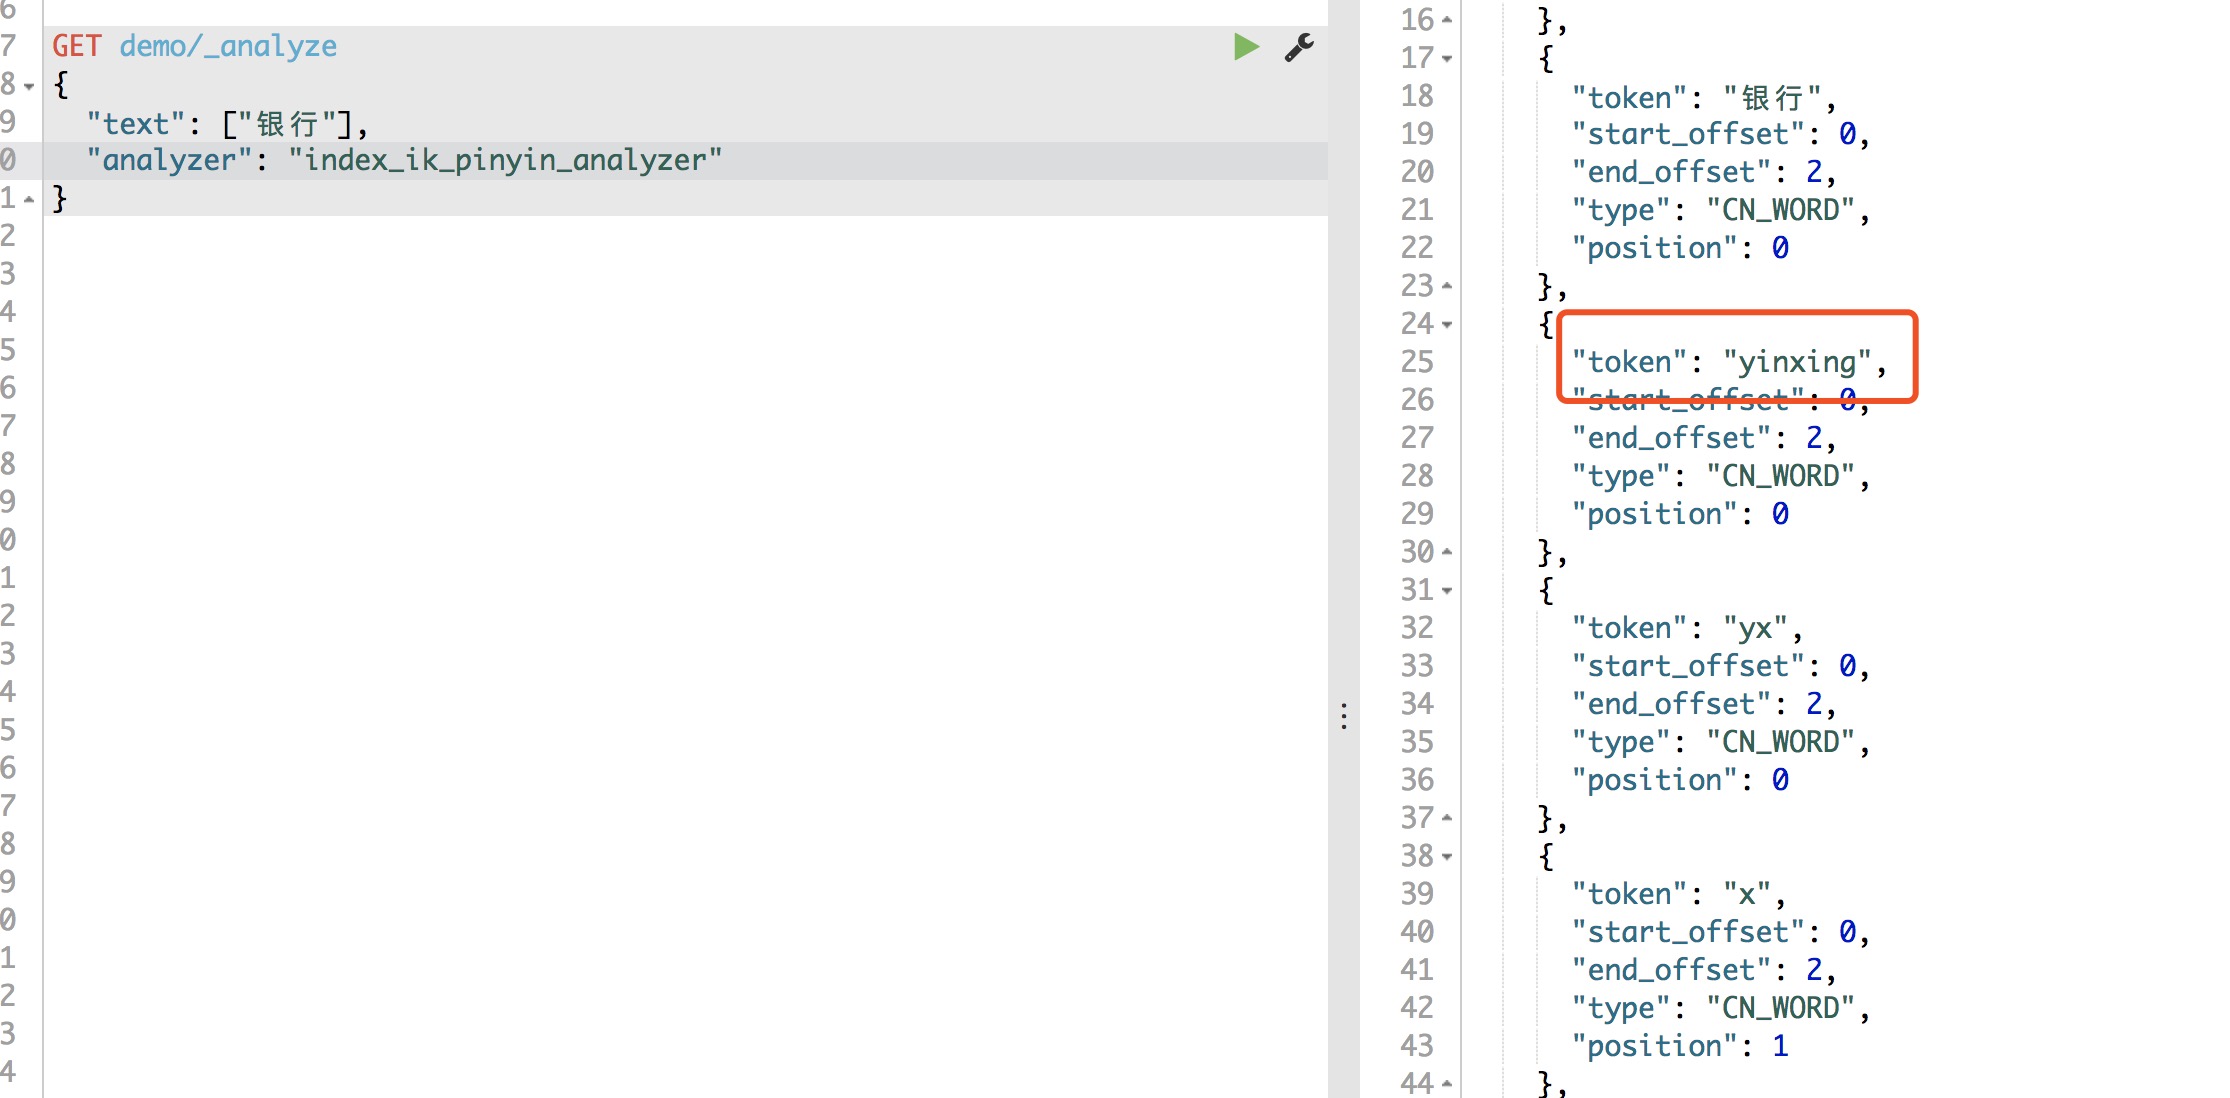 6
7 GET demo/_analyze
8 {
9 "text": ["银行"],
0 "analyzer": "index_ik_pinyin_analyzer"
1 }
2
3
4
5
6
7
8
9
0
1
2
3
4
5
6
7
8
9
0
1
2
3
4
16 },
17 {
18 "token": "银行",
19 "start_offset": 0,
20 "end_offset": 2,
21 "type": "CN_WORD",
22 "position": 0
23 },
24 {
25 "token": "yinxing",
26 "start_offset": 0,
27 "end_offset": 2,
28 "type": "CN_WORD",
29 "position": 0
30 },
31 {
32 "token": "yx",
33 "start_offset": 0,
34 "end_offset": 2,
35 "type": "CN_WORD",
36 "position": 0
37 },
38 {
39 "token": "x",
40 "start_offset": 0,
41 "end_offset": 2,
42 "type": "CN_WORD",
43 "position": 1
44 },